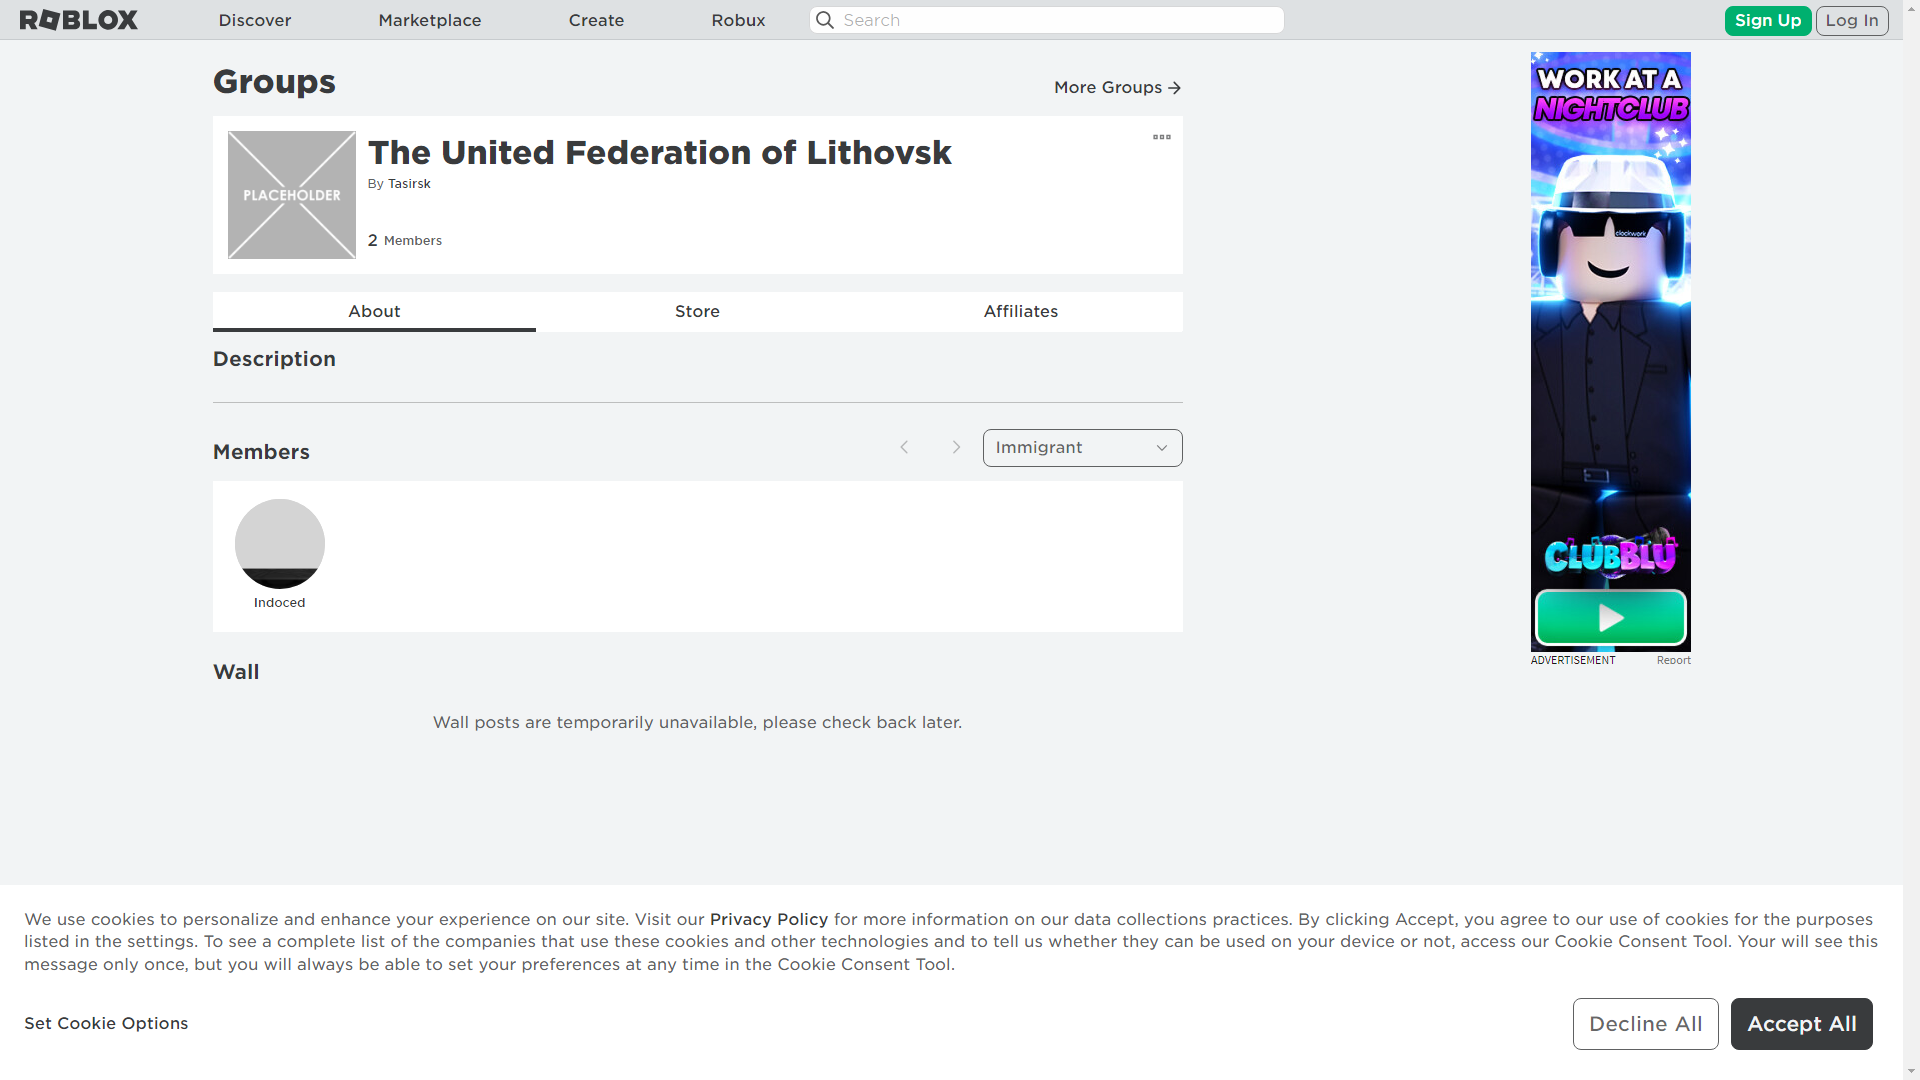 ROBLOX
Discover
Marketplace
Create
Robux
Search
Sign Up
Log In
Groups
More Groups
PLACEHOLDER
The United Federation of Lithovsk
By Tasirsk
2 Members
About
Store
Affiliates
Description
Members
Immigrant
Indoced
Wall
Wall posts are temporarily unavailable, please check back later.
WORK AT A
NIGHTCLUB
clockwork
CLUBBLU
ADVERTISEMENT
Report
We use cookies to personalize and enhance your experience on our site. Visit our Privacy Policy for more information on our data collections practices. By clicking Accept, you agree to our use of cookies for the purposes
listed in the settings. To see a complete list of the companies that use these cookies and other technologies and to tell us whether they can be used on your device or not, access our Cookie Consent Tool. Your will see this
message only once, but you will always be able to set your preferences at any time in the Cookie Consent Tool.
Set Cookie Options
Decline All
Accept All